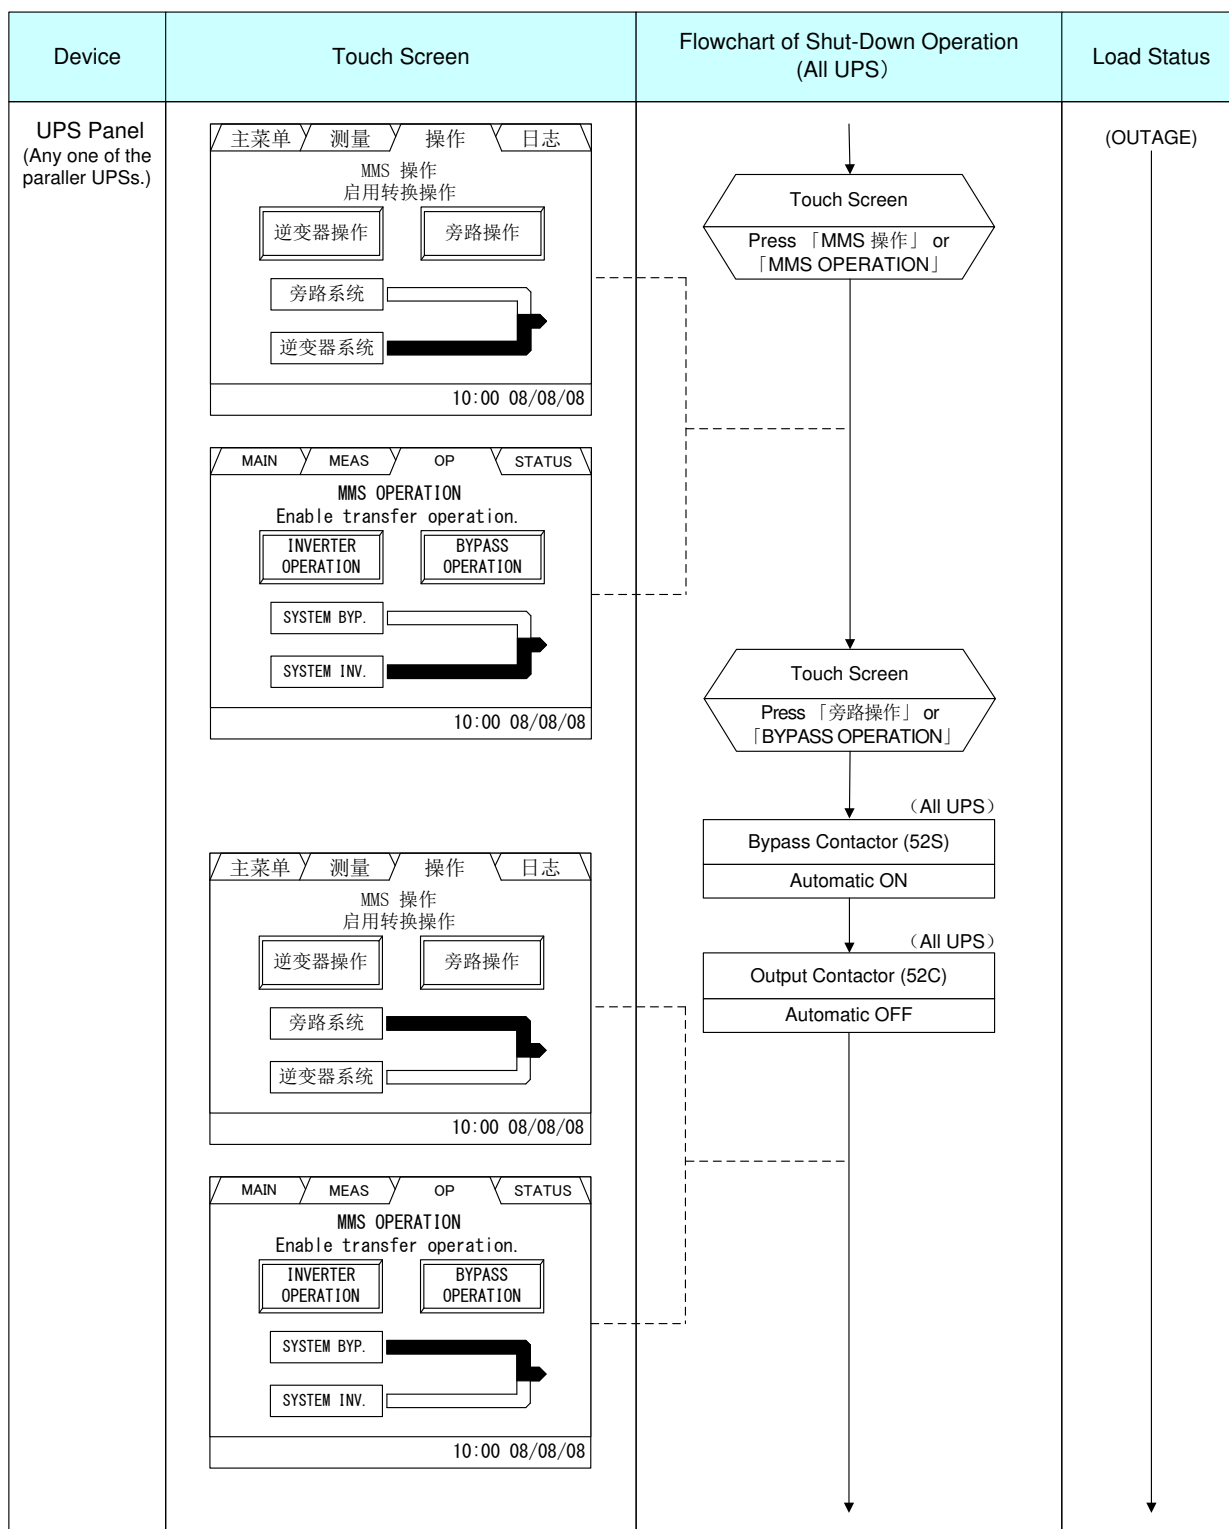 Device
Touch Screen
Flowchart of Shut-Down Operation
(All UPS）
Load Status
UPS Panel
(Any one of the
paraller UPSs.)
主菜单 测量 操作 日志
MMS 操作
启用转换操作
逆变器操作 旁路操作
旁路系统
逆变器系统
10:00 08/08/08
MAIN MEAS OP STATUS
MMS OPERATION
Enable transfer operation.
INVERTER
OPERATION
BYPASS
OPERATION
SYSTEM BYP.
SYSTEM INV.
10:00 08/08/08
主菜单 测量 操作 日志
MMS 操作
启用转换操作
逆变器操作 旁路操作
旁路系统
逆变器系统
10:00 08/08/08
MAIN MEAS OP STATUS
MMS OPERATION
Enable transfer operation.
INVERTER
OPERATION
BYPASS
OPERATION
SYSTEM BYP.
SYSTEM INV.
10:00 08/08/08
Touch Screen
Press 「MMS 操作」 or
「MMS OPERATION」
Touch Screen
Press 「旁路操作」 or
「BYPASS OPERATION」
（All UPS）
Bypass Contactor (52S)
Automatic ON
（All UPS）
Output Contactor (52C)
Automatic OFF
(OUTAGE)